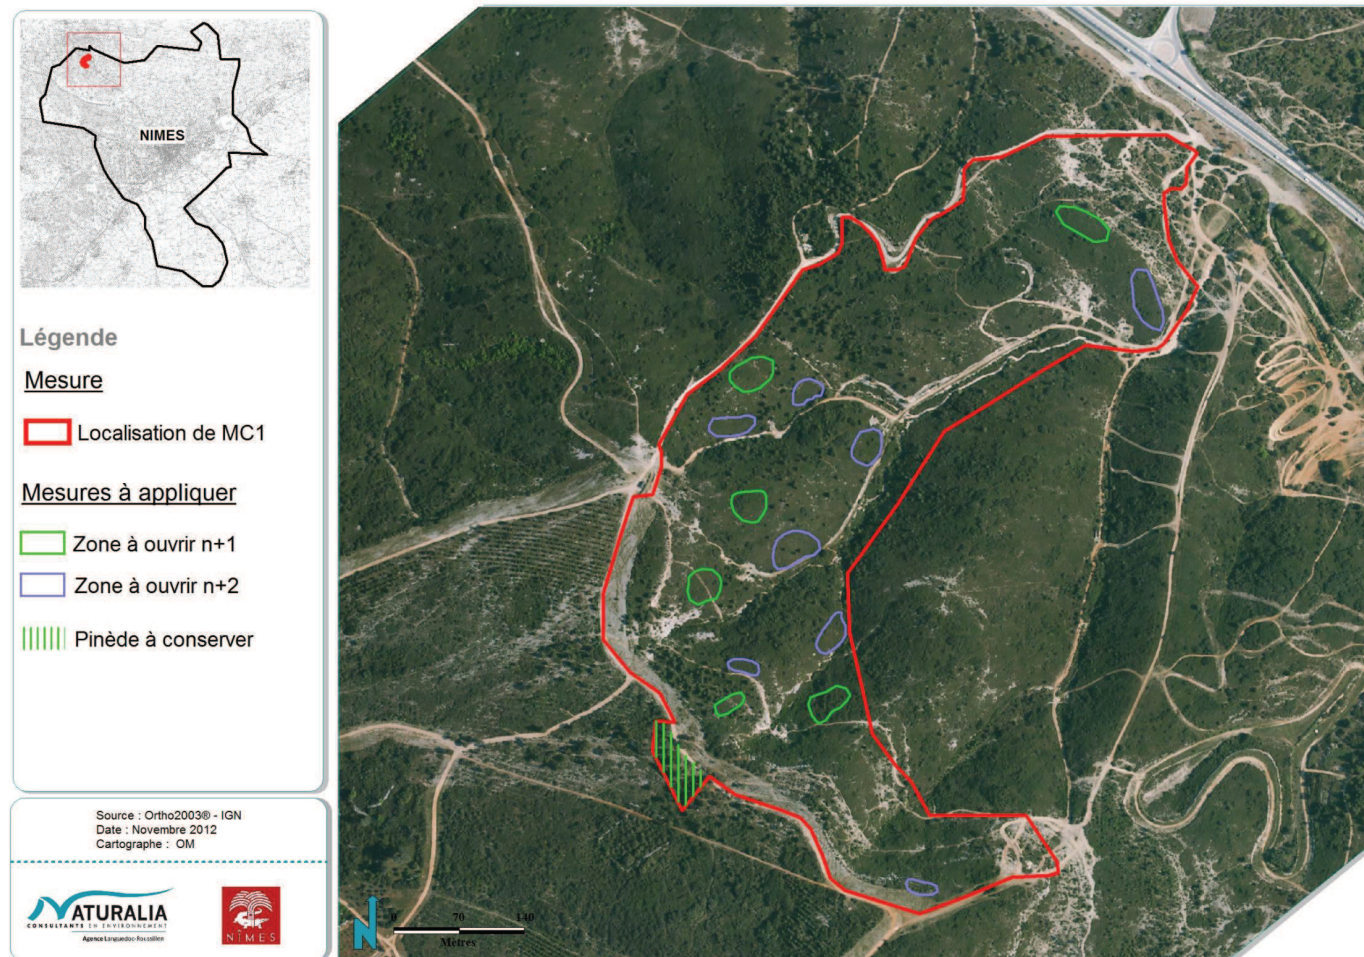 NIMES
Légende
Mesure
Localisation de MC1
Mesures à appliquer
Zone à ouvrir n+1
Zone à ouvrir n+2
Pinède à conserver
Source : Ortho2003® - IGN
Date : Novembre 2012
Cartographe : OM
NATURALIA
CONSULTANTS EN ENVIRONNEMENT
Agence Languedoc-Roussillon
NÎMES
N
0 70 140
Mètres